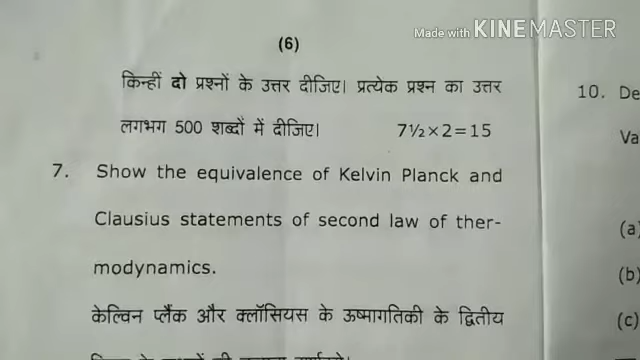 Made with KINEMASTER
(6)
किन्हीं दो प्रश्नों के उत्तर दीजिए। प्रत्येक प्रश्न का उत्तर
लगभग 500 शब्दों में दीजिए। 7½×2=15
7. Show the equivalence of Kelvin Planck and
Clausius statements of second law of ther-
modynamics.
केल्विन प्लैंक और क्लॉसियस के ऊष्मागतिकी के द्वितीय
10. De
Va
(a)
(b)
(c)